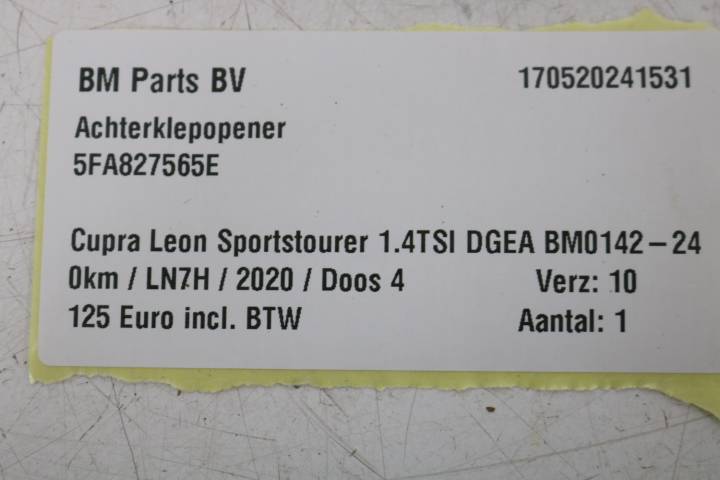 BM Parts BV 170520241531
Achterklepopener
5FA827565E
Cupra Leon Sportstourer 1.4TSI DGEA BM0142-24
0km / LN7H / 2020 / Doos 4 Verz: 10
125 Euro incl. BTW Aantal: 1